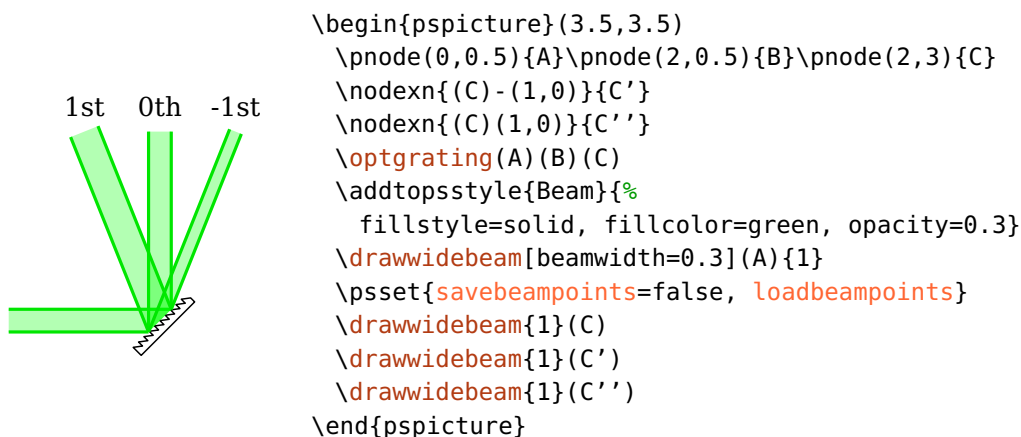 1st 0th -1st
\begin{pspicture}(3.5,3.5)
\pnode(0,0.5){A}\pnode(2,0.5){B}\pnode(2,3){C}
\nodexn{(C)-(1,0)}{C’}
\nodexn{(C)(1,0)}{C’’}
\optgrating(A)(B)(C)
\addtopsstyle{Beam}{%
fillstyle=solid, fillcolor=green, opacity=0.3}
\drawwidebeam[beamwidth=0.3](A){1}
\psset{savebeampoints=false, loadbeampoints}
\drawwidebeam{1}(C)
\drawwidebeam{1}(C’)
\drawwidebeam{1}(C’’)
\end{pspicture}